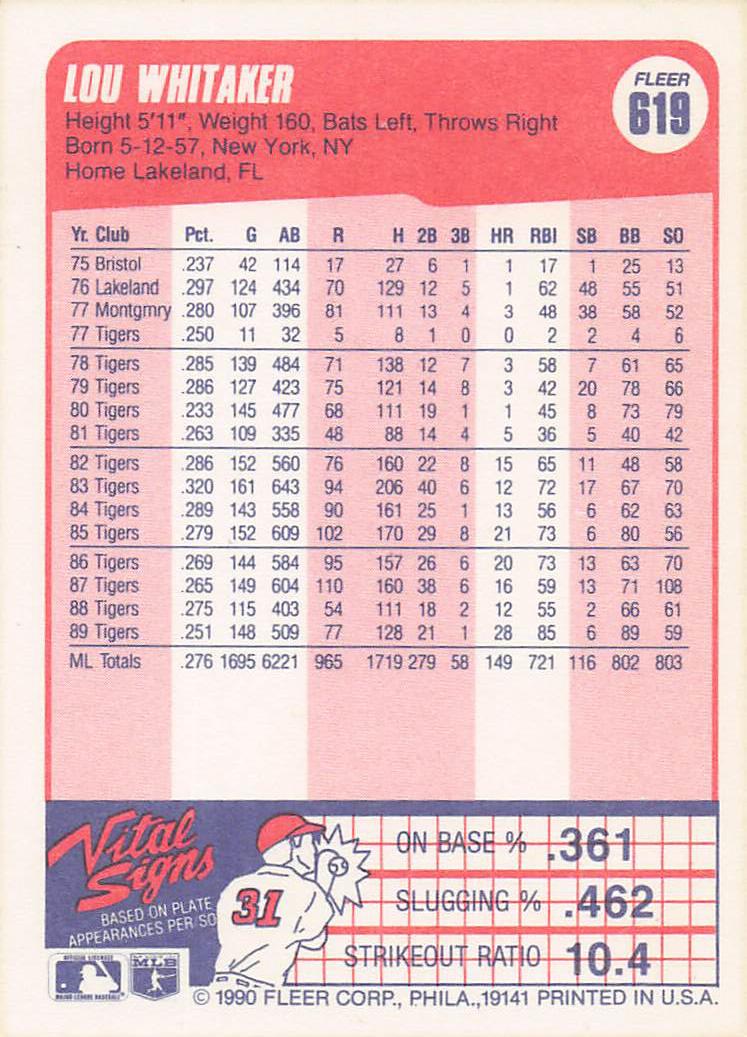 LOU WHITAKER
FLEER
619
Height 5'11", Weight 160, Bats Left, Throws Right
Born 5-12-57, New York, NY
Home Lakeland, FL
Yr. Club Pct. G AB R H 2B 3B HR RBI SB BB SO
75 Bristol .237 42 114 17 27 6 1 1 17 1 25 13
76 Lakeland .297 124 434 70 129 12 5 1 62 48 55 51
77 Montgmry .280 107 396 81 111 13 4 3 48 38 58 52
77 Tigers .250 11 32 5 8 1 0 0 2 2 4 6
78 Tigers .285 139 484 71 138 12 7 3 58 7 61 65
79 Tigers .286 127 423 75 121 14 8 3 42 20 78 66
80 Tigers .233 145 477 68 111 19 1 1 45 8 73 79
81 Tigers .263 109 335 48 88 14 4 5 36 5 40 42
82 Tigers .286 152 560 76 160 22 8 15 65 11 48 58
83 Tigers .320 161 643 94 206 40 6 12 72 17 67 70
84 Tigers .289 143 558 90 161 25 1 13 56 6 62 63
85 Tigers .279 152 609 102 170 29 8 21 73 6 80 56
86 Tigers .269 144 584 95 157 26 6 20 73 13 63 70
87 Tigers .265 149 604 110 160 38 6 16 59 13 71 108
88 Tigers .275 115 403 54 111 18 2 12 55 2 66 61
89 Tigers .251 148 509 77 128 21 1 28 85 6 89 59
ML Totals .276 1695 6221 965 1719 279 58 149 721 116 802 803
Vital
Signs
BASED ON PLATE
APPEARANCES PER SO
31
ON BASE % .361
SLUGGING % .462
STRIKEOUT RATIO 10.4
OFFICIAL LICENSEE
MAJOR LEAGUE BASEBALL
MLB
© 1990 FLEER CORP., PHILA.,19141 PRINTED IN U.S.A.